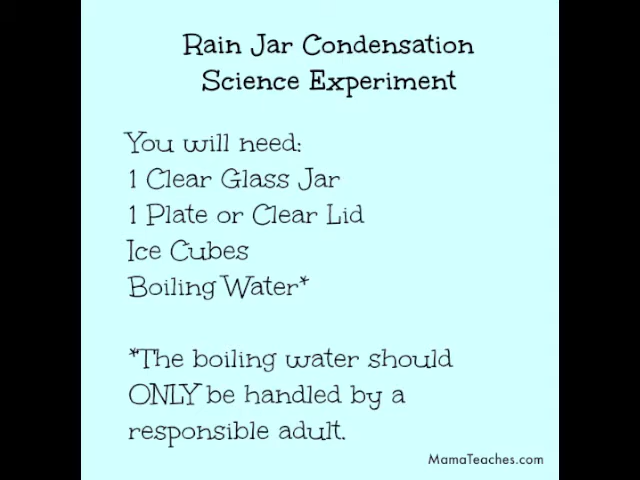 Rain Jar Condensation
Science Experiment
You will need:
1 Clear Glass Jar
1 Plate or Clear Lid
Ice Cubes
Boiling Water*
*The boiling water should
ONLY be handled by a
responsible adult.
MamaTeaches.com